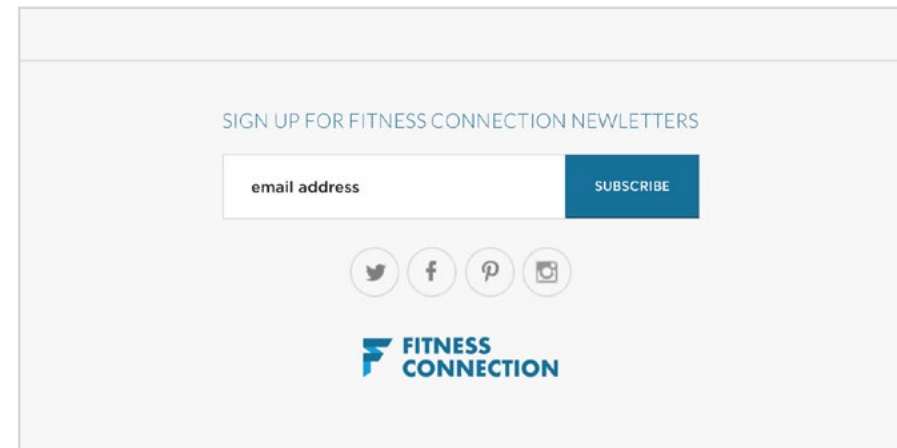 SIGN UP FOR FITNESS CONNECTION NEWLETTERS
email address
SUBSCRIBE
FITNESS
CONNECTION